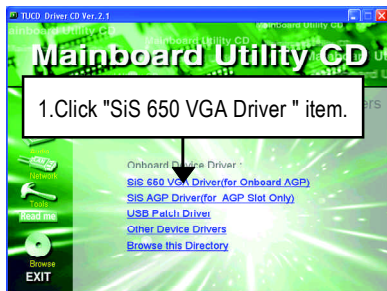 TUCD Driver CD Ver.2.1
Mainboard Utility CD
1.Click "SiS 650 VGA Driver " item.
Onboard Device Driver :
SiS 650 VGA Driver(for Onboard AGP)
SiS AGP Driver(for AGP Slot Only)
USB Patch Driver
Other Device Drivers
Browse this Directory
Network
Tools
Read me
Browse
EXIT